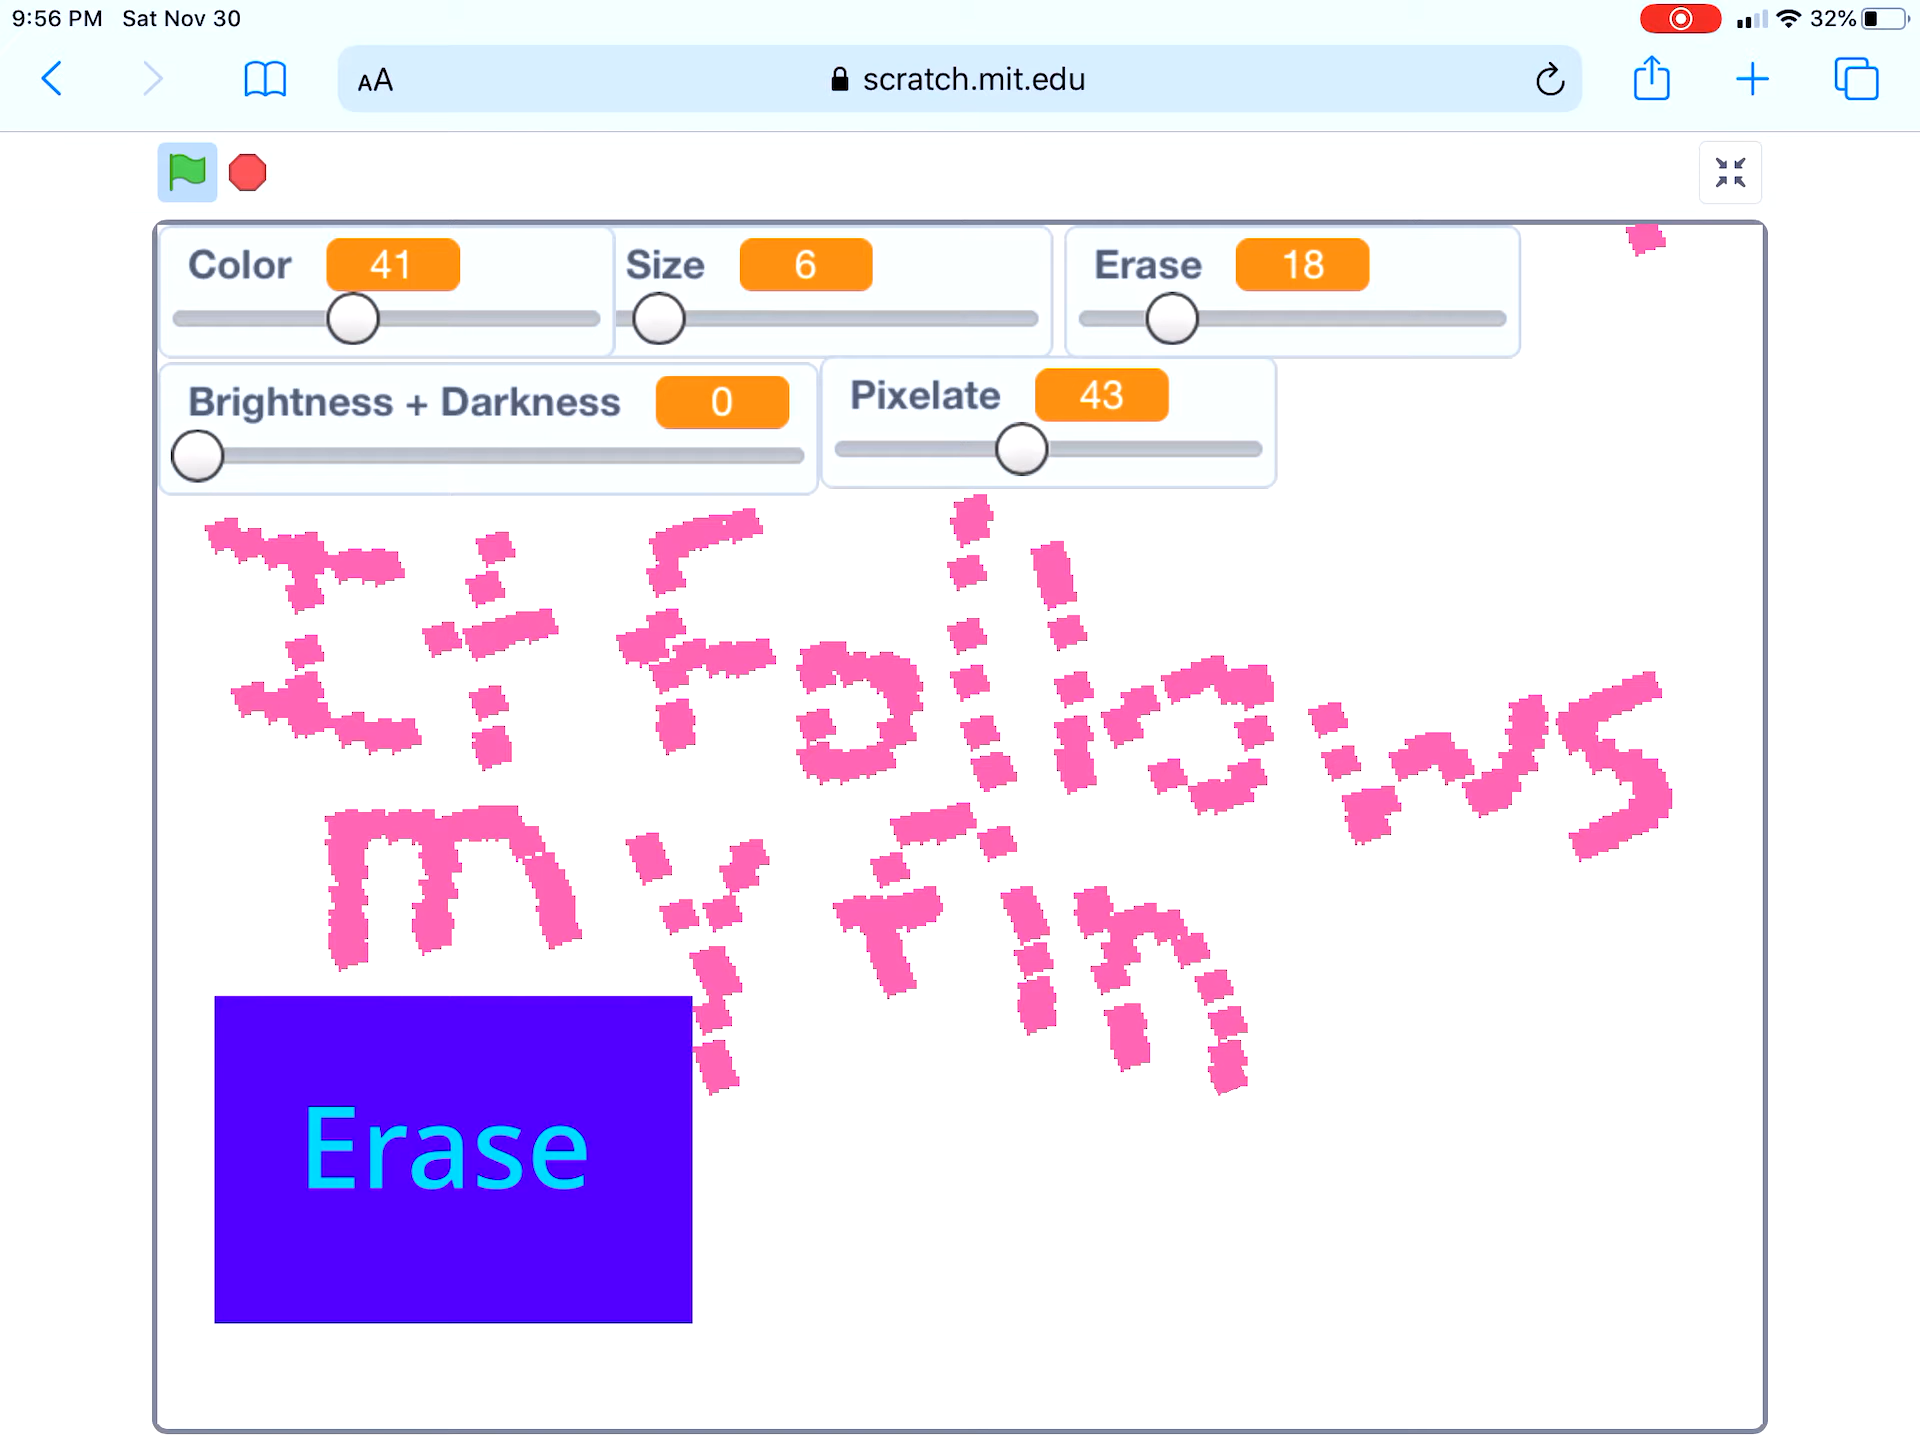 9:56 PM Sat Nov 30
32%
AA scratch.mit.edu
Color 41 Size 6 Erase 18
Brightness + Darkness 0 Pixelate 43
It follows
my fin
Erase